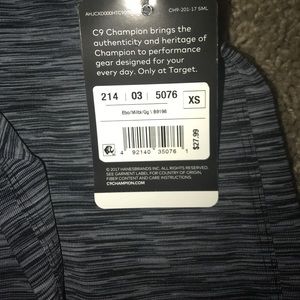 C9 Champion brings the
authenticity and heritage of
Champion to performance
gear designed for your
every day. Only at Target.
214 03 5076 XS
$27.99
4 92140 35076
© 2017 HANESBRANDS INC. ALL RIGHTS RESERVED.
SEE GARMENT LABEL FOR COUNTRY OF ORIGIN,
FIBER CONTENT AND CARE INSTRUCTIONS.
C9CHAMPION.COM